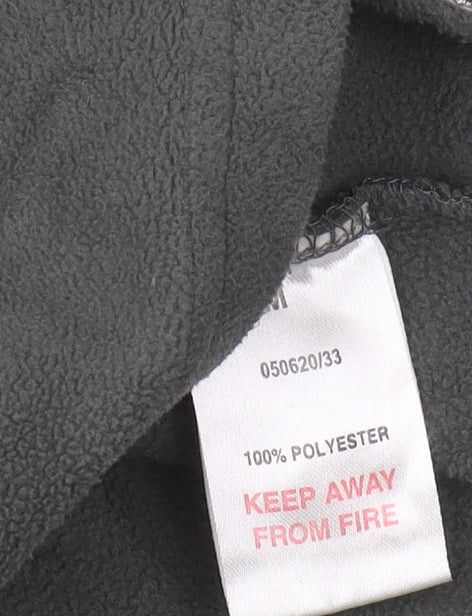 M
050620/33
100% POLYESTER
KEEP AWAY
FROM FIRE